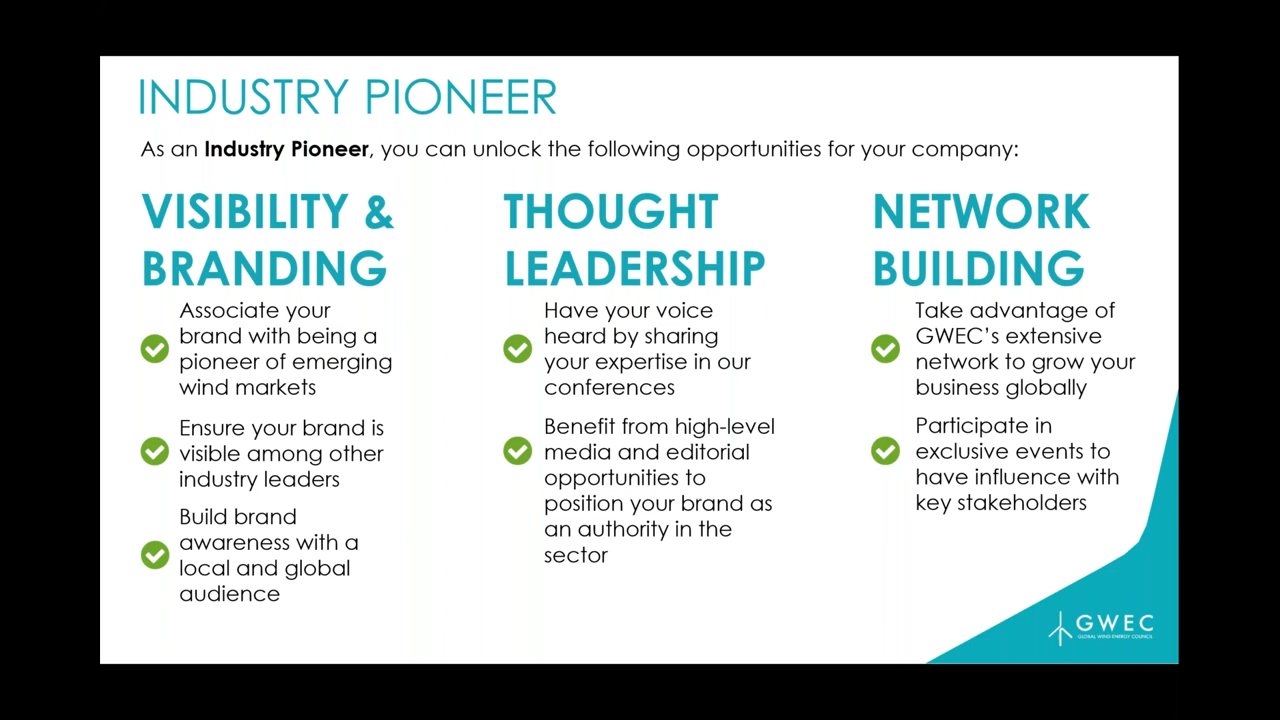 INDUSTRY PIONEER
As an Industry Pioneer, you can unlock the following opportunities for your company:
VISIBILITY &
BRANDING
Associate your
brand with being a
pioneer of emerging
wind markets
Ensure your brand is
visible among other
industry leaders
Build brand
awareness with a
local and global
audience
THOUGHT
LEADERSHIP
Have your voice
heard by sharing
your expertise in our
conferences
Benefit from high-level
media and editorial
opportunities to
position your brand as
an authority in the
sector
NETWORK
BUILDING
Take advantage of
GWEC’s extensive
network to grow your
business globally
Participate in
exclusive events to
have influence with
key stakeholders
GWEC
GLOBAL WIND ENERGY COUNCIL